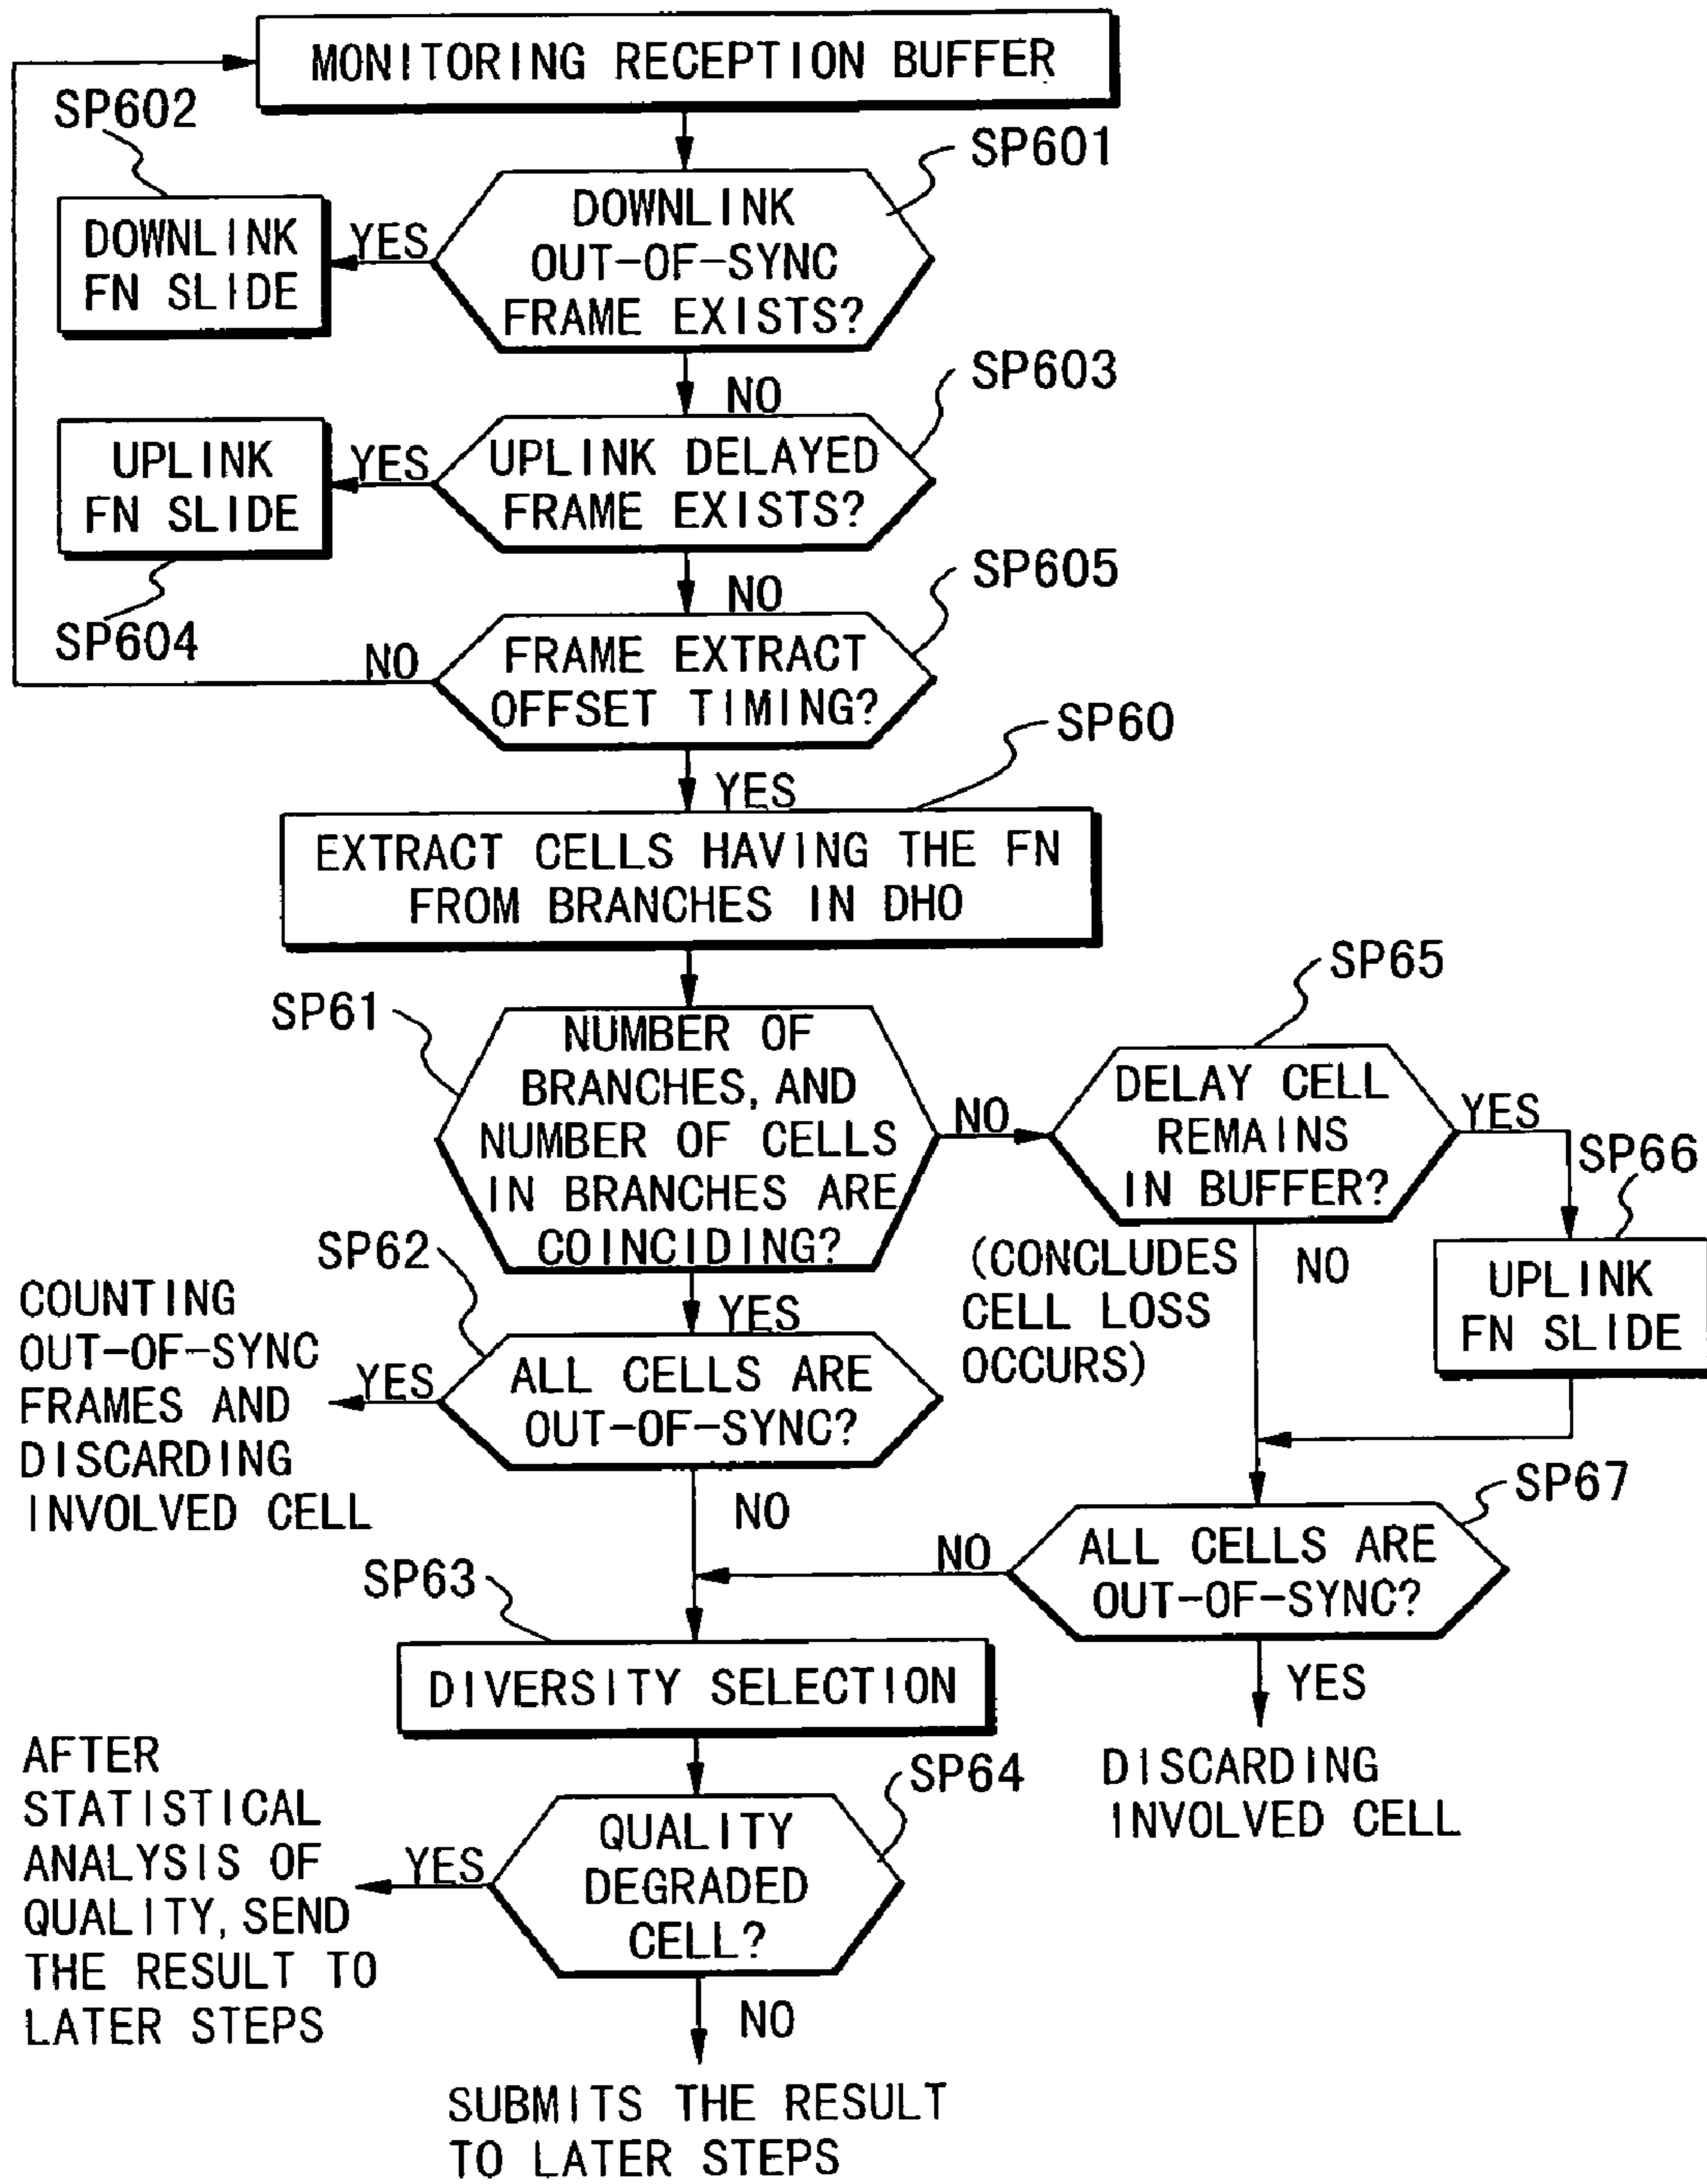 MONITORING RECEPTION BUFFER
SP602
SP601
DOWNLINK
OUT-OF-SYNC
FRAME EXISTS?
YES
DOWNLINK
FN SLIDE
NO
SP603
UPLINK DELAYED
FRAME EXISTS?
YES
UPLINK
FN SLIDE
SP604
NO
SP605
FRAME EXTRACT
OFFSET TIMING?
NO
YES
SP60
EXTRACT CELLS HAVING THE FN
FROM BRANCHES IN DHO
SP61
NUMBER OF
BRANCHES, AND
NUMBER OF CELLS
IN BRANCHES ARE
COINCIDING?
NO
SP65
DELAY CELL
REMAINS
IN BUFFER?
YES
SP66
UPLINK
FN SLIDE
(CONCLUDES
CELL LOSS
OCCURS)
NO
YES
SP62
ALL CELLS ARE
OUT-OF-SYNC?
YES
COUNTING
OUT-OF-SYNC
FRAMES AND
DISCARDING
INVOLVED CELL
NO
SP67
ALL CELLS ARE
OUT-OF-SYNC?
NO
YES
DISCARDING
INVOLVED CELL
SP63
DIVERSITY SELECTION
SP64
QUALITY
DEGRADED
CELL?
YES
AFTER
STATISTICAL
ANALYSIS OF
QUALITY, SEND
THE RESULT TO
LATER STEPS
NO
SUBMITS THE RESULT
TO LATER STEPS